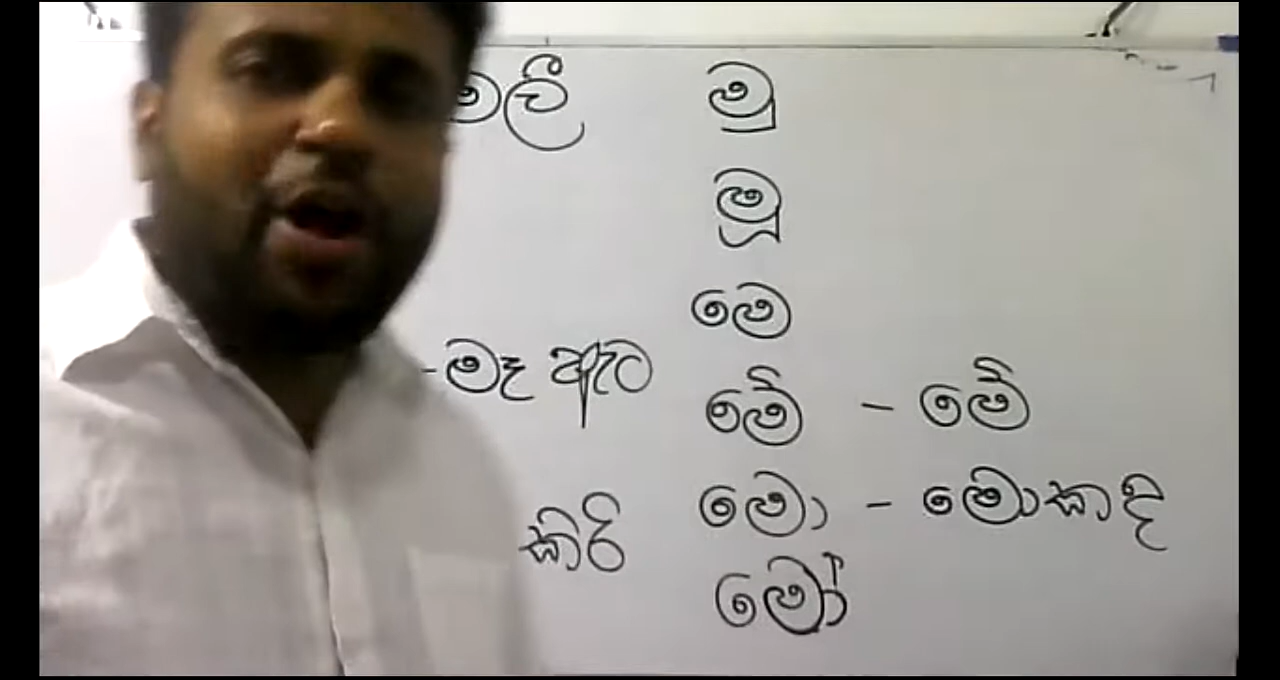 මලී මු
මූ
මෙ
- මෑ ඇට
මේ - මේ
මො - මොකද
කිරි
මෝ